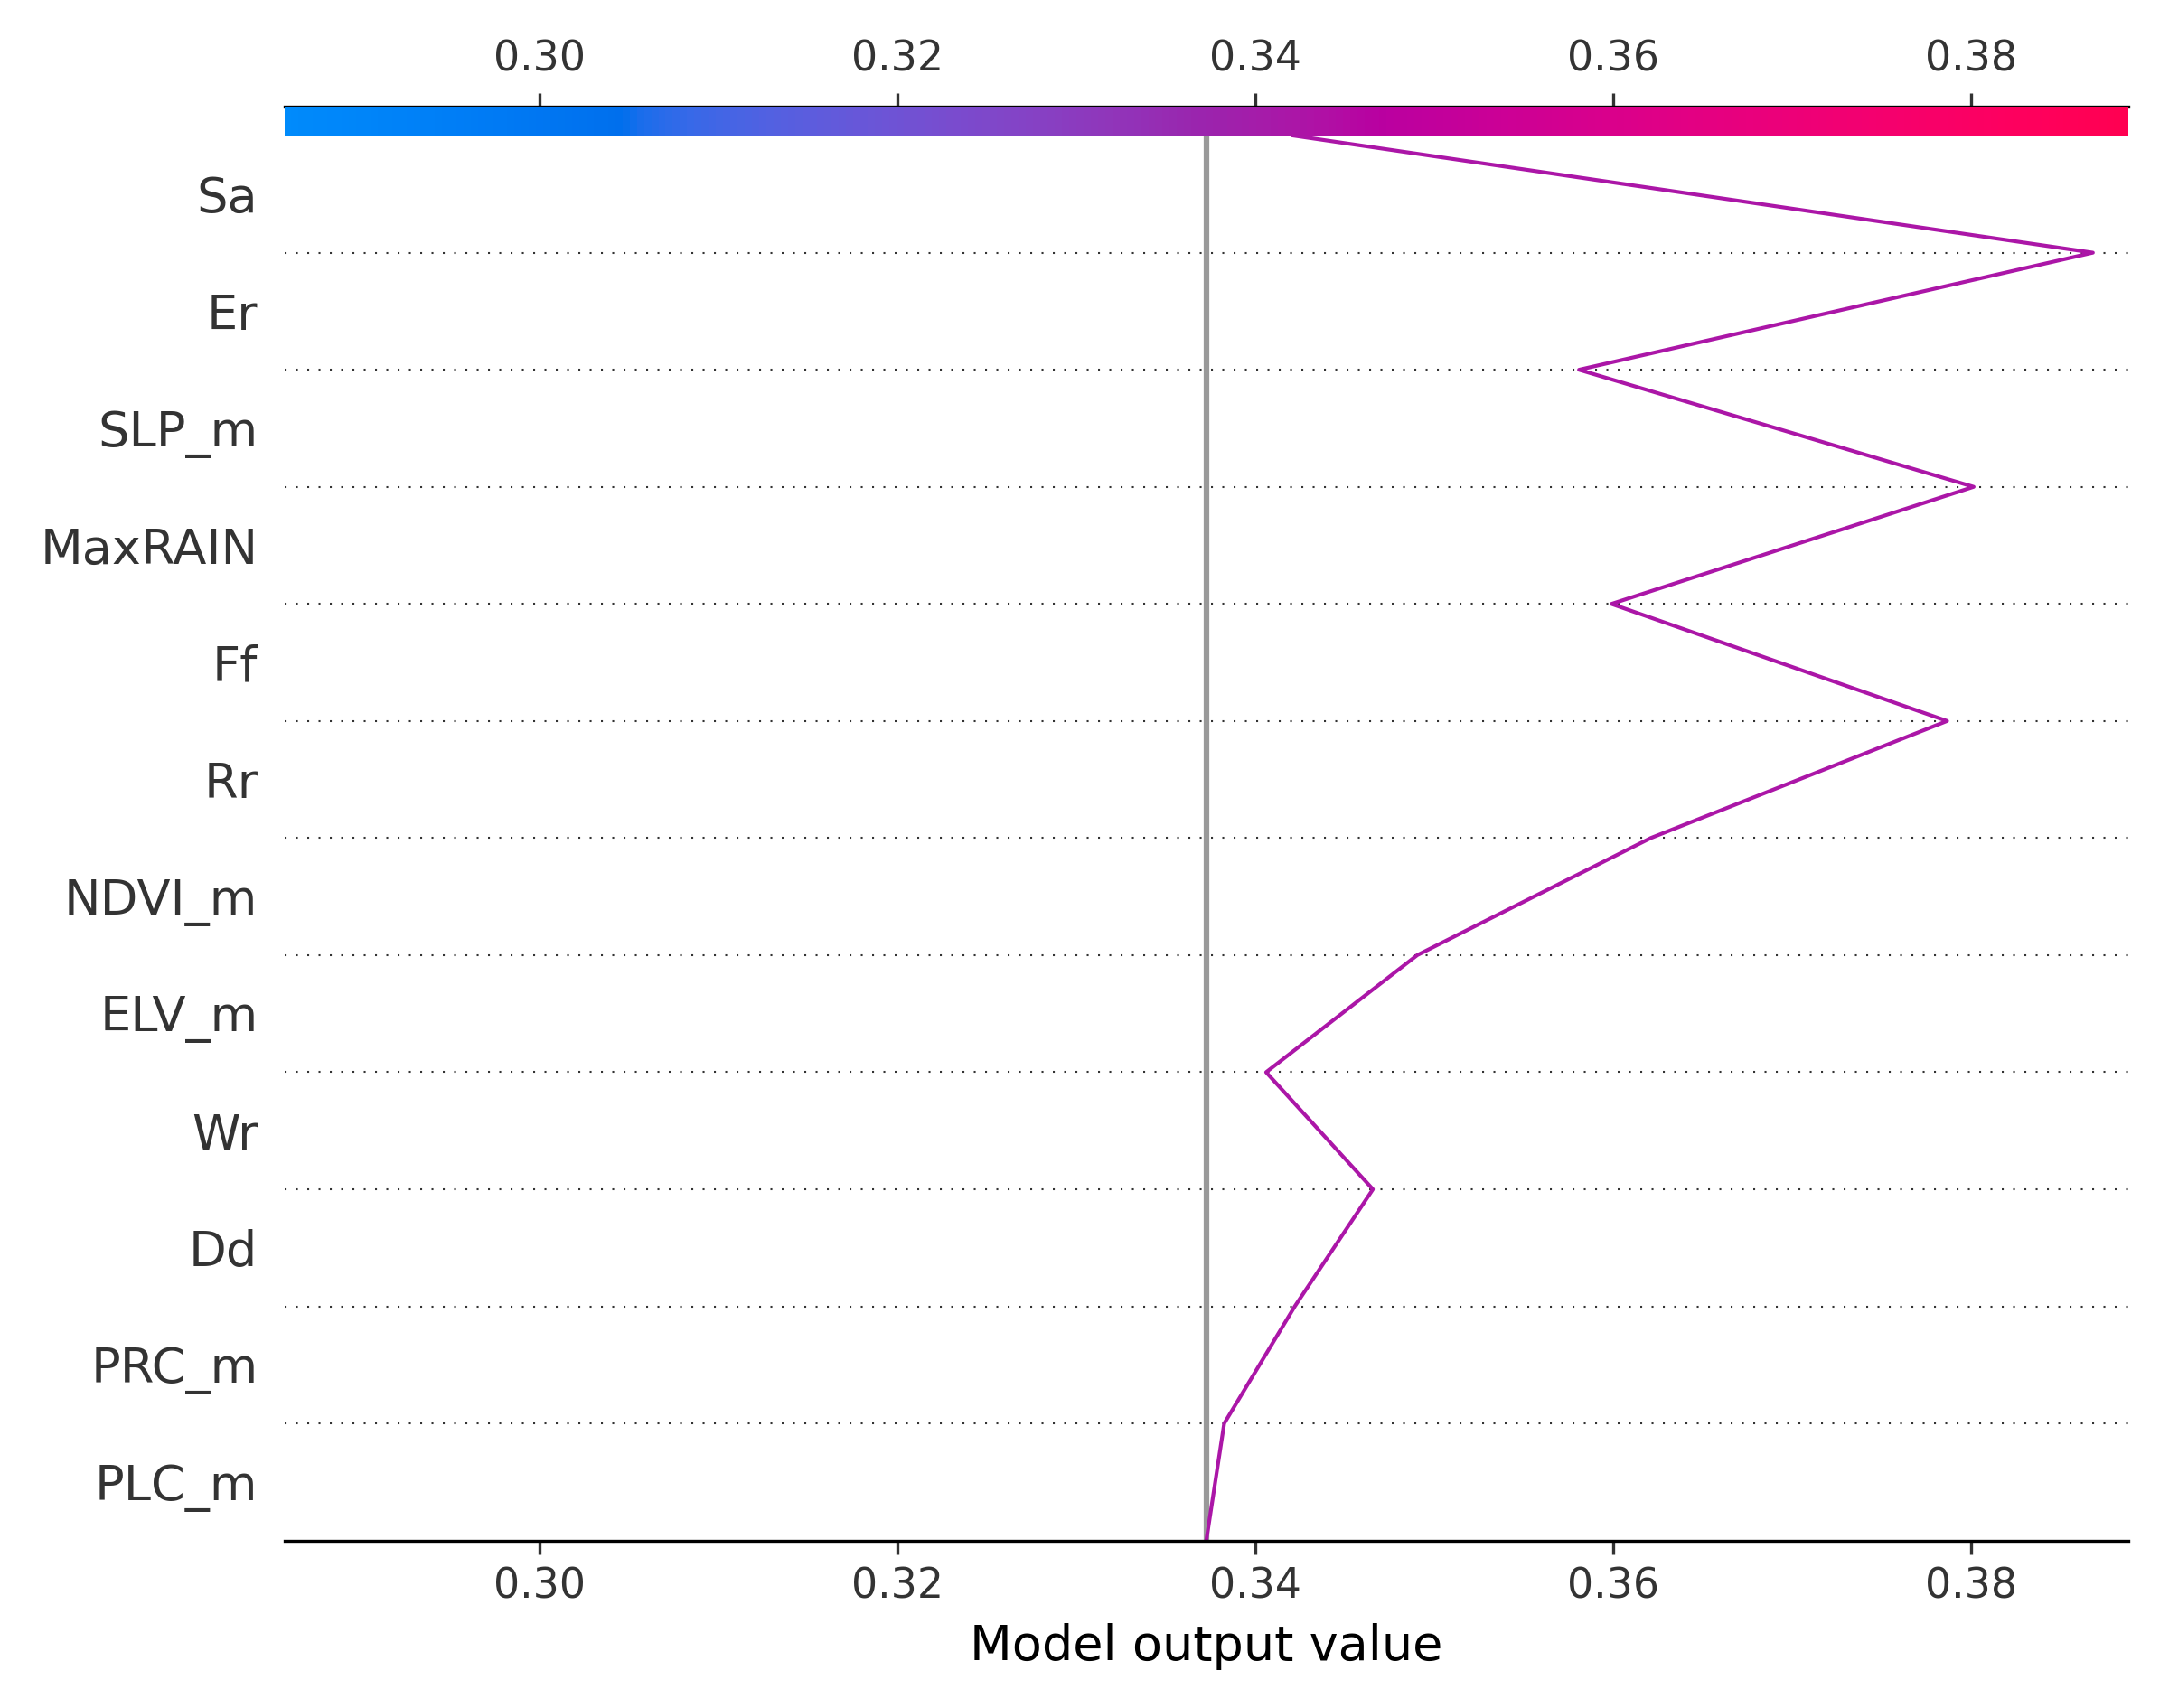 0.30 0.32 0.34 0.36 0.38
Sa
Er
SLP_m
MaxRAIN
Ff
Rr
NDVI_m
ELV_m
Wr
Dd
PRC_m
PLC_m
0.30 0.32 0.34 0.36 0.38
Model output value